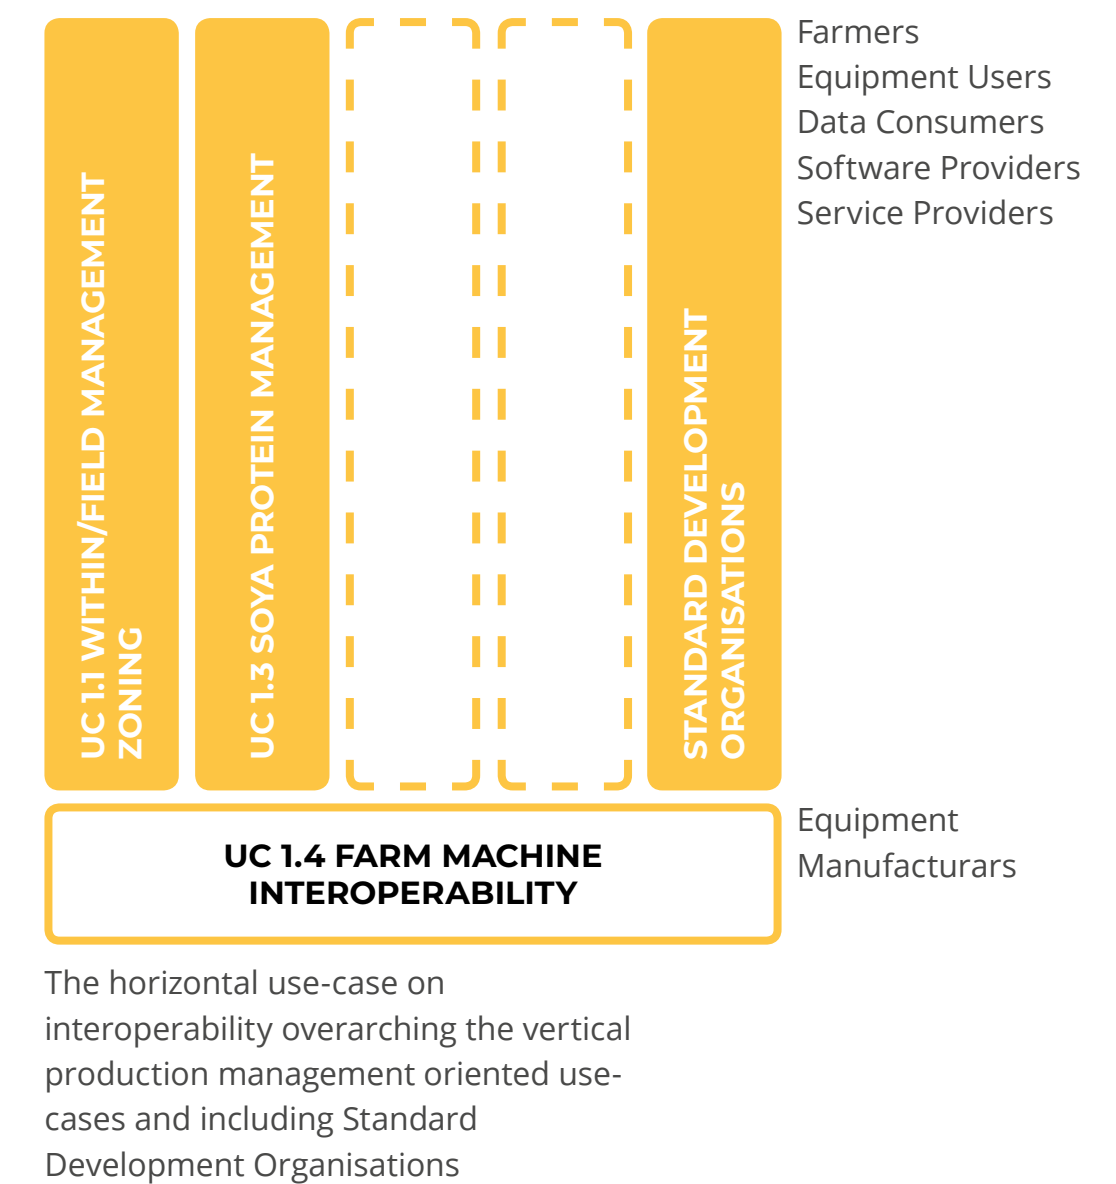 UC 1.1 WITHIN/FIELD MANAGEMENT
ZONING
UC 1.3 SOYA PROTEIN MANAGEMENT
STANDARD DEVELOPMENT
ORGANISATIONS
Farmers
Equipment Users
Data Consumers
Software Providers
Service Providers
UC 1.4 FARM MACHINE
INTEROPERABILITY
Equipment
Manufacturars
The horizontal use-case on
interoperability overarching the vertical
production management oriented use-
cases and including Standard
Development Organisations